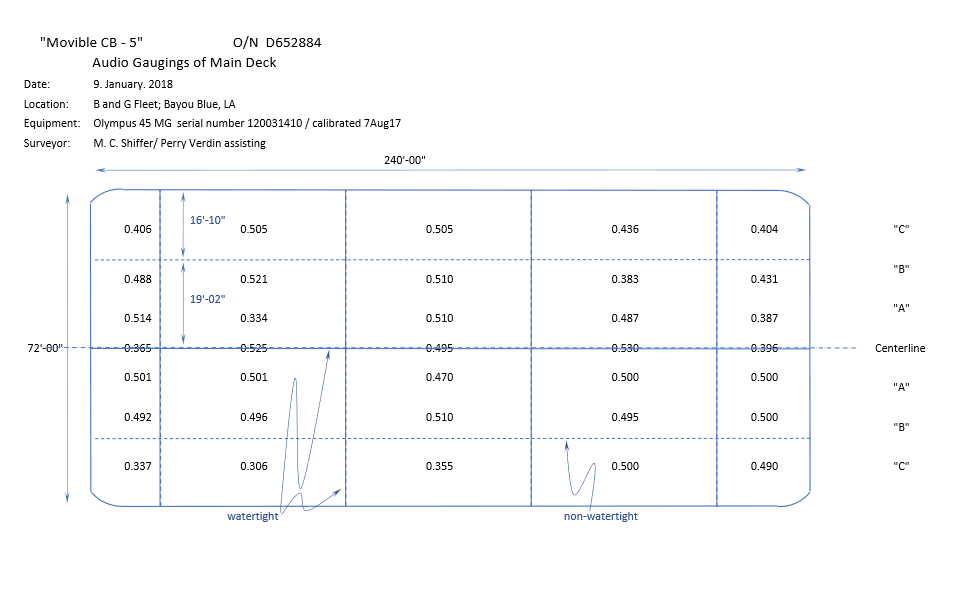 "Movible CB - 5" O/N D652884
Audio Gaugings of Main Deck
Date: 9. January. 2018
Location: B and G Fleet; Bayou Blue, LA
Equipment: Olympus 45 MG serial number 120031410 / calibrated 7Aug17
Surveyor: M. C. Shiffer/ Perry Verdin assisting
240'-00"
16'-10"
0.406 0.505 0.505 0.436 0.404 "C"
"B"
0.488 0.521 0.510 0.383 0.431
19'-02"
"A"
0.514 0.334 0.510 0.487 0.387
72'-00" 0.365 0.525 0.495 0.530 0.396 Centerline
0.501 0.501 0.470 0.500 0.500
"A"
0.492 0.496 0.510 0.495 0.500
"B"
0.337 0.306 0.355 0.500 0.490 "C"
watertight non-watertight